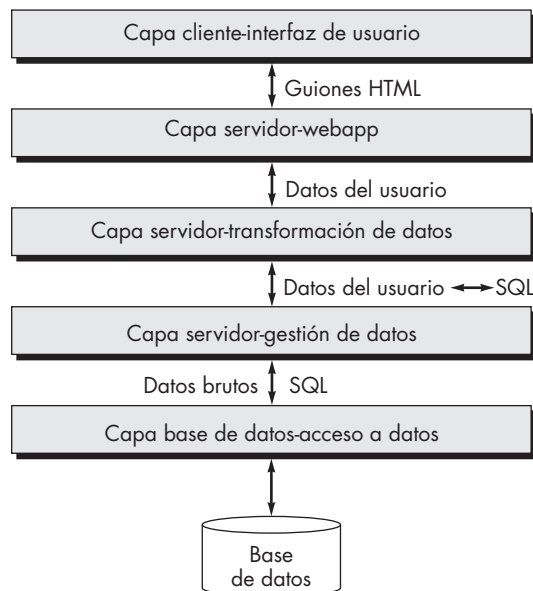 Capa cliente-interfaz de usuario
Guiones HTML
Capa servidor-webapp
Datos del usuario
Capa servidor-transformación de datos
Datos del usuario ↔ SQL
Capa servidor-gestión de datos
Datos brutos SQL
Capa base de datos-acceso a datos
Base
de datos